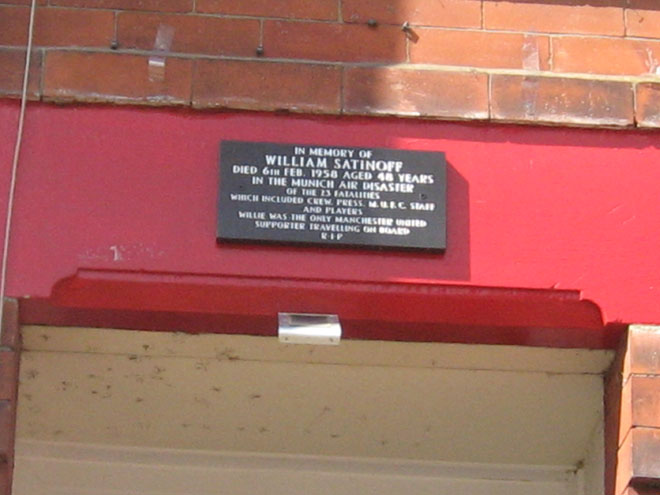 IN MEMORY OF
WILLIAM SATINOFF
DIED 6TH FEB. 1958 AGED 48 YEARS
IN THE MUNICH AIR DISASTER
OF THE 23 FATALITIES
WHICH INCLUDED CREW, PRESS, M.U.F.C. STAFF
AND PLAYERS
WILLIE WAS THE ONLY MANCHESTER UNITED
SUPPORTER TRAVELLING ON BOARD
R·I·P